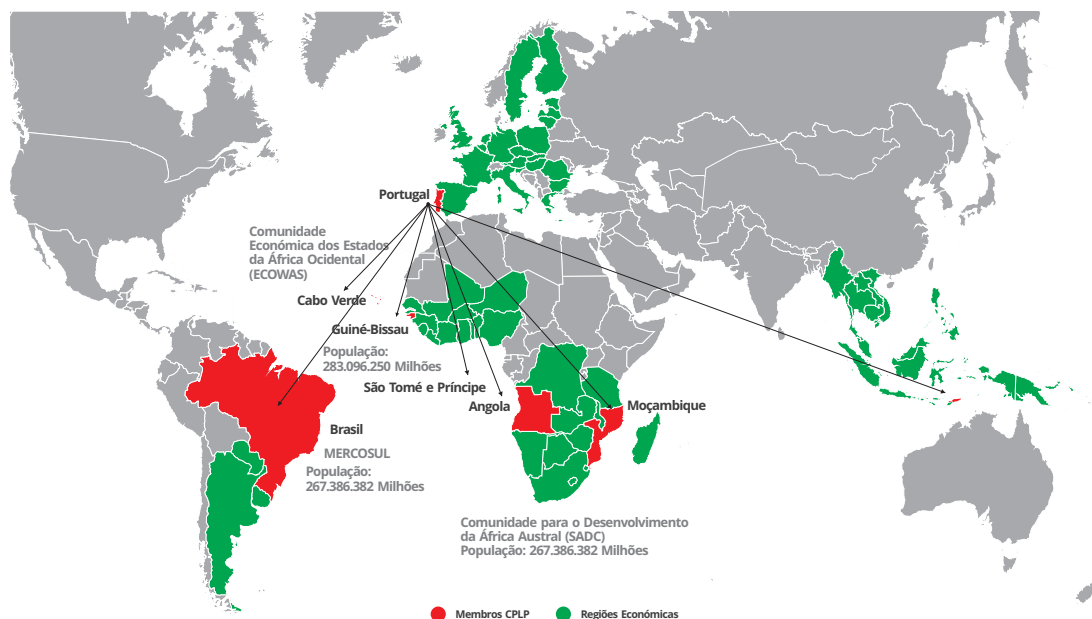 Portugal
Comunidade
Económica dos Estados
da África Ocidental
(ECOWAS)
Cabo Verde
Guiné-Bissau
População:
283.096.250 Milhões
São Tomé e Príncipe
Angola
Moçambique
Brasil
MERCOSUL
População:
267.386.382 Milhões
Comunidade para o Desenvolvimento
da África Austral (SADC)
População: 267.386.382 Milhões
Membros CPLP
Regiões Económicas